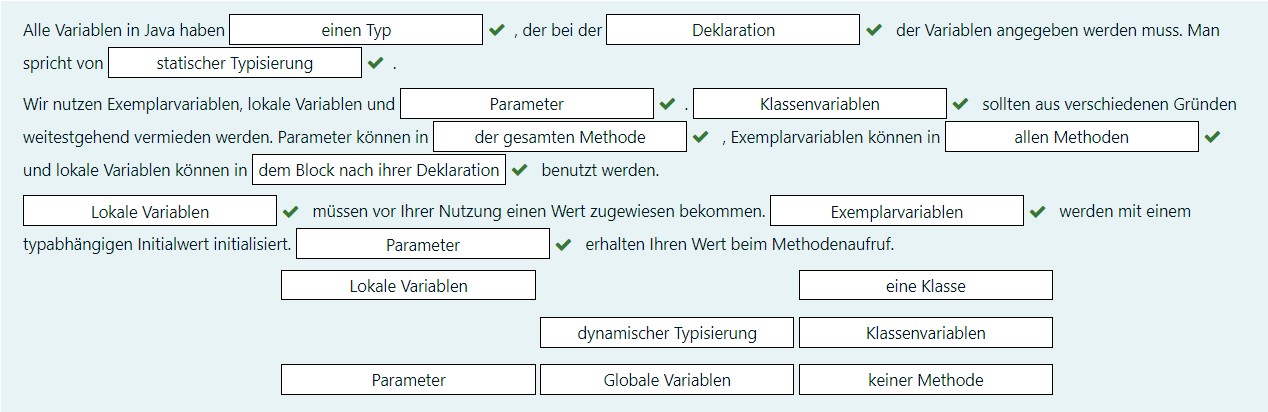 Alle Variablen in Java haben einen Typ , der bei der Deklaration der Variablen angegeben werden muss. Man
spricht von statischer Typisierung .
Wir nutzen Exemplarvariablen, lokale Variablen und Parameter . Klassenvariablen sollten aus verschiedenen Gründen
weitestgehend vermieden werden. Parameter können in der gesamten Methode , Exemplarvariablen können in allen Methoden
und lokale Variablen können in dem Block nach ihrer Deklaration benutzt werden.
Lokale Variablen müssen vor Ihrer Nutzung einen Wert zugewiesen bekommen. Exemplarvariablen werden mit einem
typabhängigen Initialwert initialisiert. Parameter erhalten Ihren Wert beim Methodenaufruf.
Lokale Variablen eine Klasse
dynamischer Typisierung Klassenvariablen
Parameter Globale Variablen keiner Methode